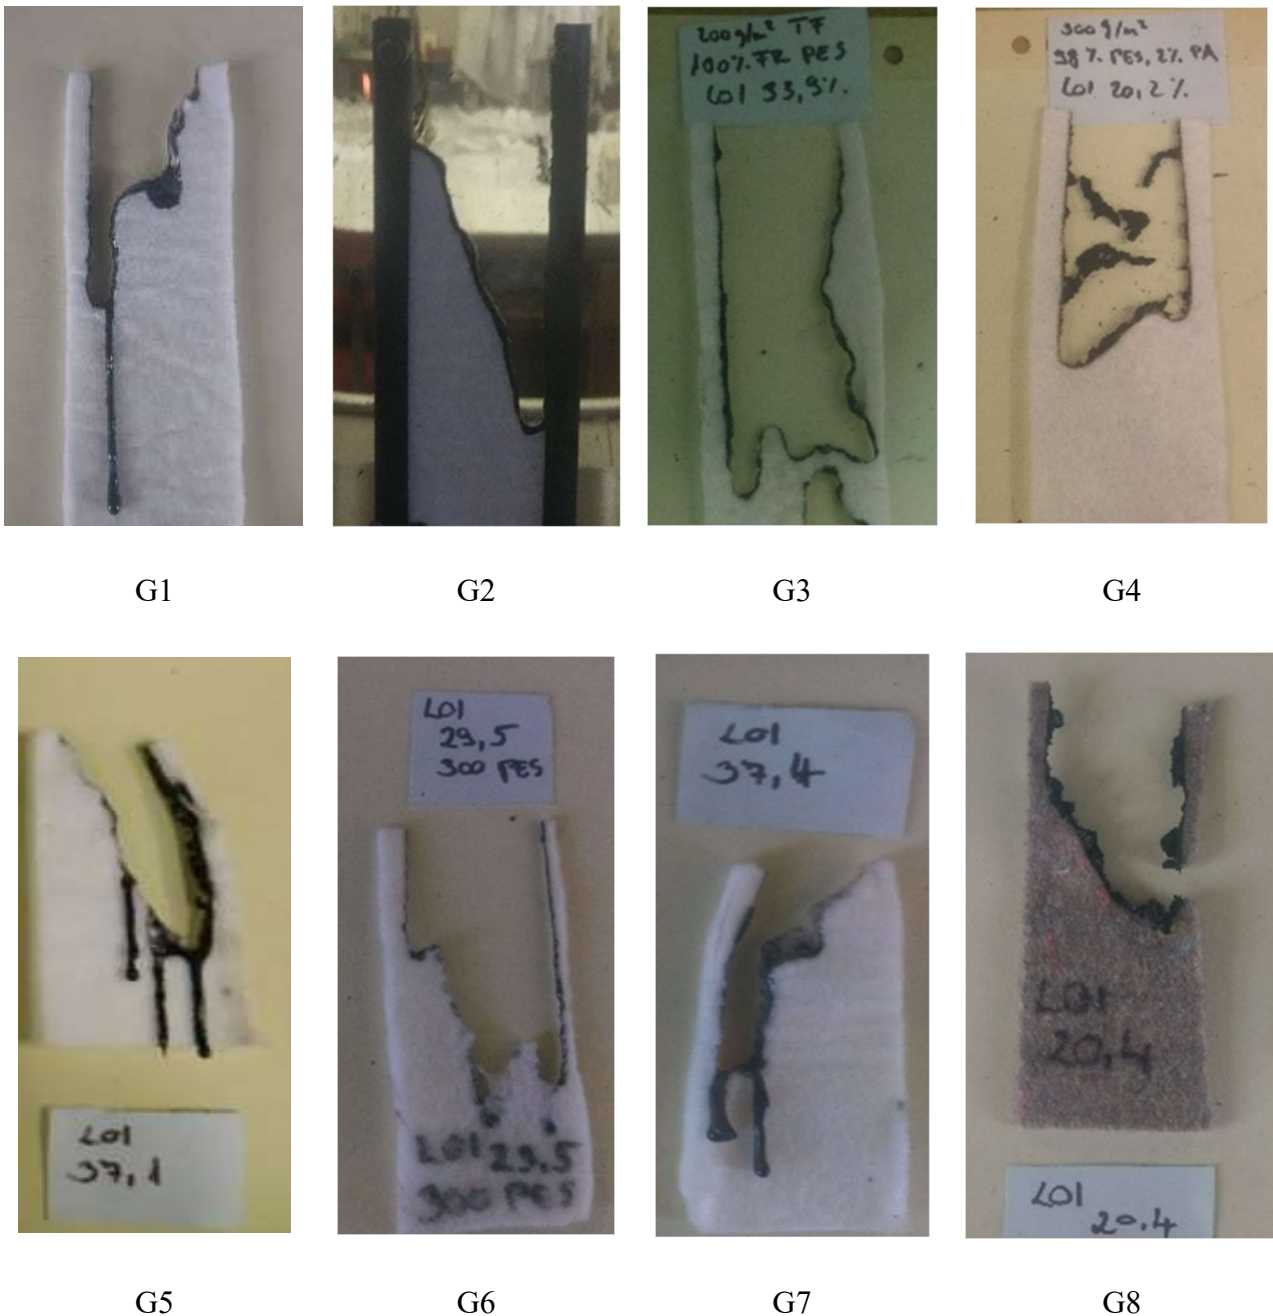 200g/m² TF
100% FR PES
LOI 33,9%
300 g/m²
98 %. PES, 2%. PA
LOI 20,2 %.
G1
G2
G3
G4
LOI
37,1
LOI
29,5
300 PES
LOI 29.5
300 PES
LOI
37,4
LOI
20,4
LOI
20.4
G5
G6
G7
G8